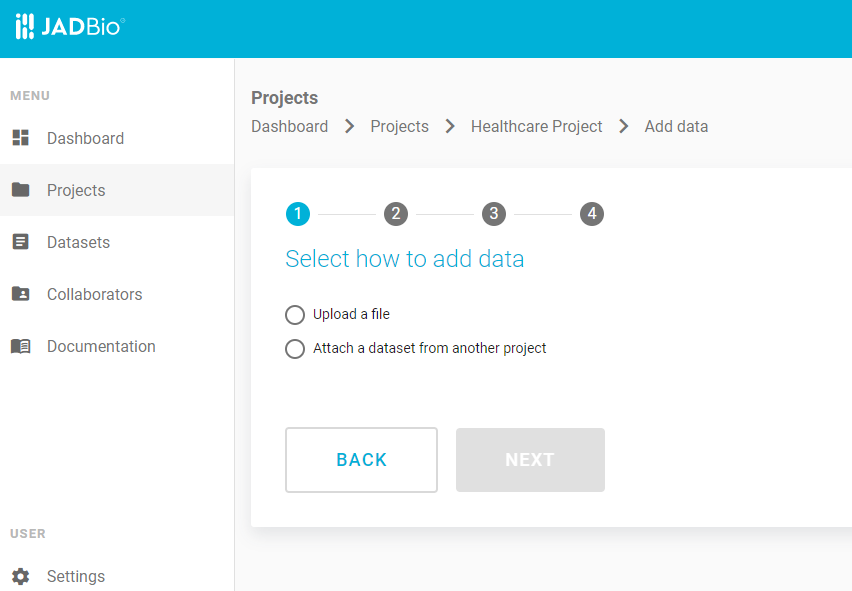 JADBio®
MENU
Dashboard
Projects
Datasets
Collaborators
Documentation
USER
Settings
Projects
Dashboard > Projects > Healthcare Project > Add data
1 2 3 4
Select how to add data
Upload a file
Attach a dataset from another project
BACK NEXT